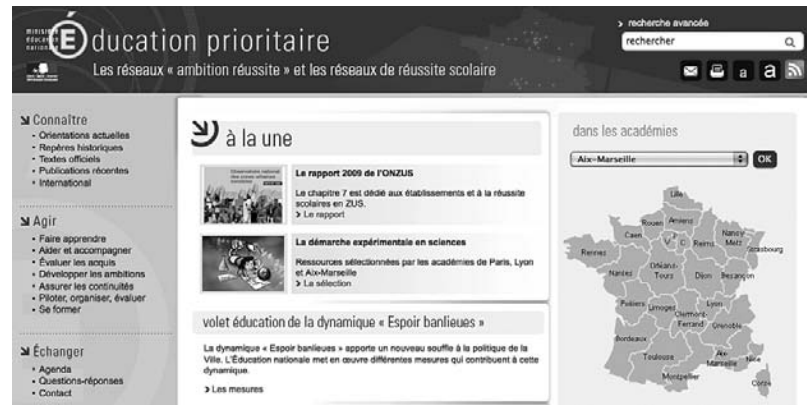 ministère
éducation
nationale
Éducation prioritaire
Les réseaux « ambition réussite » et les réseaux de réussite scolaire
> recherche avancée
rechercher
a a
Connaître
• Orientations actuelles
• Repères historiques
• Textes officiels
• Publications récentes
• International
Agir
• Faire apprendre
• Aider et accompagner
• Évaluer les acquis
• Développer les ambitions
• Assurer les continuités
• Piloter, organiser, évaluer
• Se former
Échanger
• Agenda
• Questions-réponses
• Contact
à la une
Observatoire national
des zones urbaines
sensibles
Le rapport 2009 de l'ONZUS
Le chapitre 7 est dédié aux établissements et à la réussite
scolaires en ZUS.
> Le rapport
La démarche expérimentale en sciences
Ressources sélectionnées par les académies de Paris, Lyon
et Aix-Marseille
> La sélection
volet éducation de la dynamique « Espoir banlieues »
La dynamique « Espoir banlieues » apporte un nouveau souffle à la politique de la
Ville. L'Éducation nationale met en œuvre différentes mesures qui contribuent à cette
dynamique.
> Les mesures
dans les académies
Aix-Marseille OK
Lille
Rouen Amiens
Caen V P C Reims Nancy-
Metz Strasbourg
Rennes
Nantes Orléans-
Tours Dijon Besançon
Poitiers Limoges Clermont-
Ferrand Lyon
Grenoble
Bordeaux
Toulouse Aix-
Marseille Nice
Montpellier
Corse